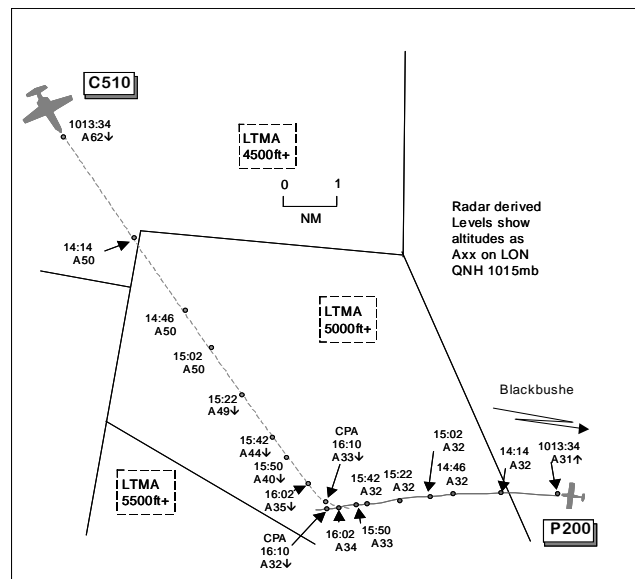 C510
1013:34
A62↓
LTMA
4500ft+
0 1
NM
Radar derived
Levels show
altitudes as
Axx on LON
QNH 1015mb
14:14
A50
14:46
A50
LTMA
5000ft+
15:02
A50
15:22
A49↓
Blackbushe
15:42
A44↓
CPA
16:10
A33↓
15:02
A32
15:50
A40↓
15:42
A32
15:22
A32
14:46
A32
14:14
A32
1013:34
A31↑
LTMA
5500ft+
16:02
A35↓
CPA
16:10
A32↓
16:02
A34
15:50
A33
P200